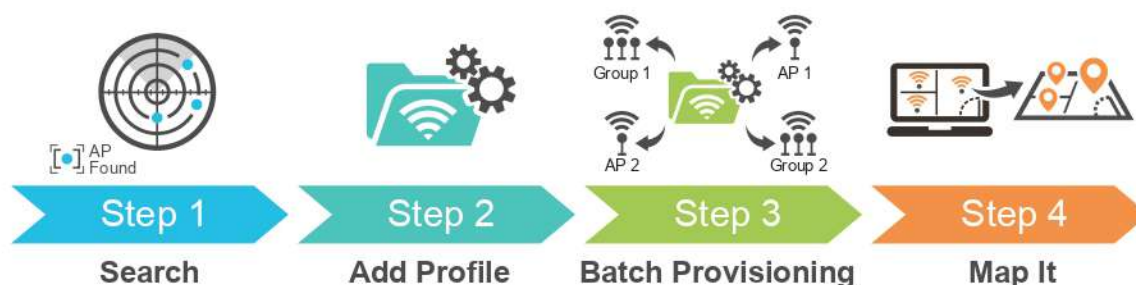 AP
Found
Group 1
AP 1
AP 2
Group 2
Step 1
Step 2
Step 3
Step 4
Search
Add Profile
Batch Provisioning
Map It